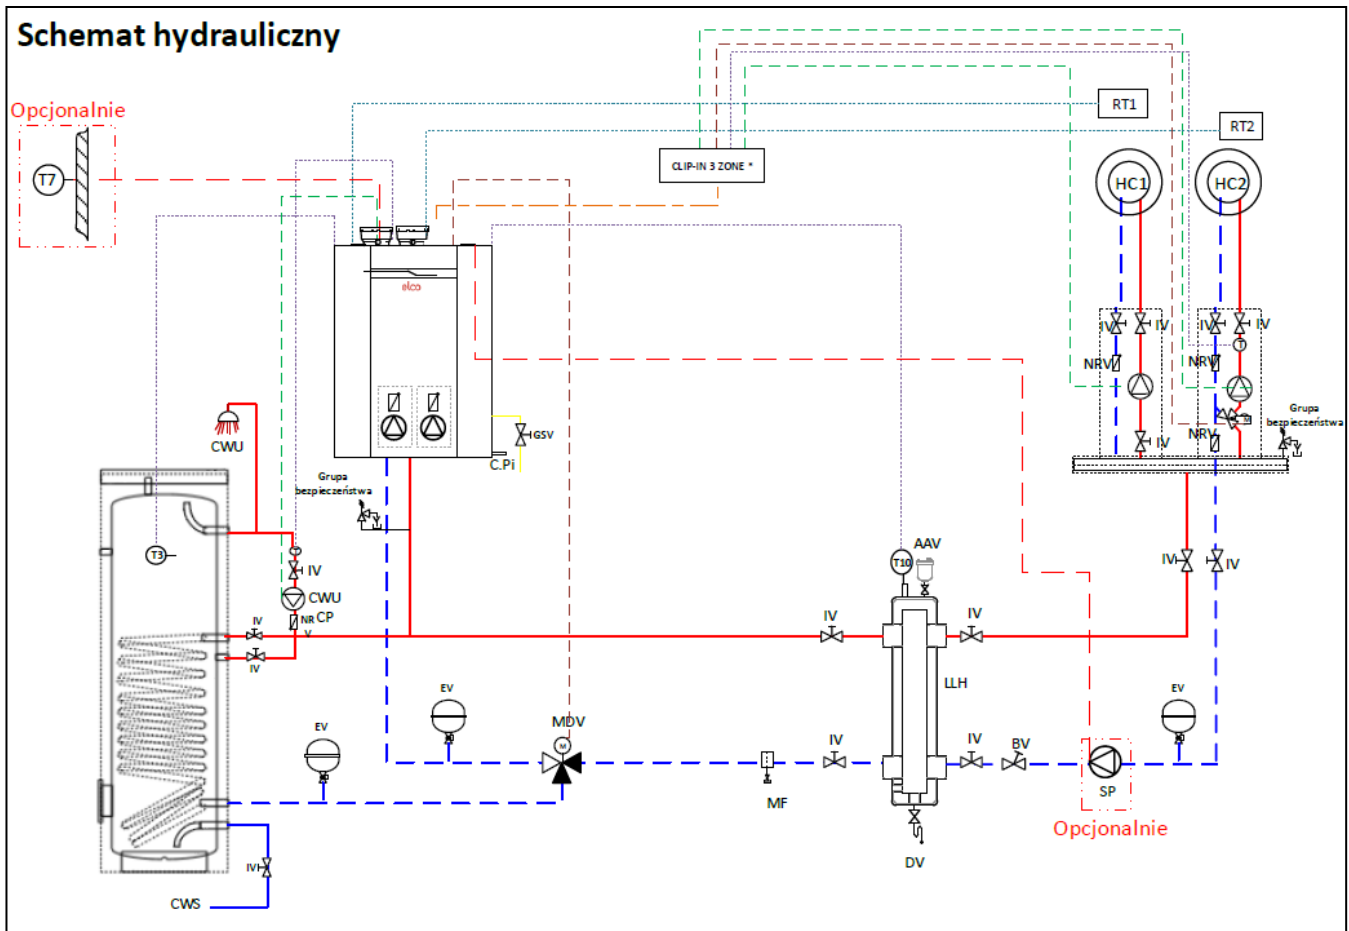 Schemat hydrauliczny
Opcjonalnie
T7
RT1
RT2
CLIP-IN 3 ZONE *
HC1
HC2
elco
IV
IV
IV
IV
T
NRV
NRV
M
Grupa
bezpieczeństwa
NRV
IV
CWU
GSV
C.Pi
Grupa
bezpieczeństwa
T3
IV
CWU
CP
NR
V
IV
IV
T10
AAV
IV
IV
IV
IV
LLH
EV
EV
MDV
M
MF
IV
IV
BV
SP
EV
Opcjonalnie
DV
IV
CWS